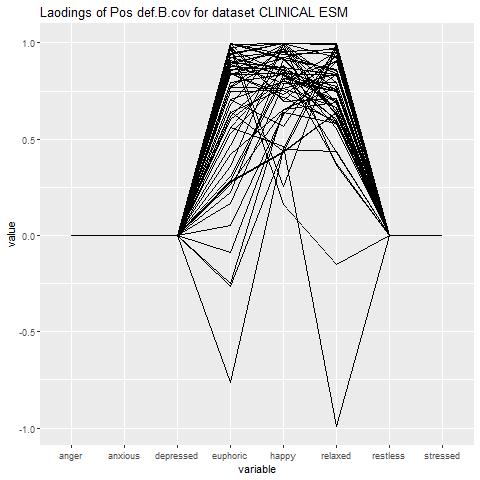 Laodings of Pos def.B.cov for dataset CLINICAL ESM
1.0
0.5
0.0
-0.5
-1.0
value
anger anxious depressed euphoric happy relaxed restless stressed
variable